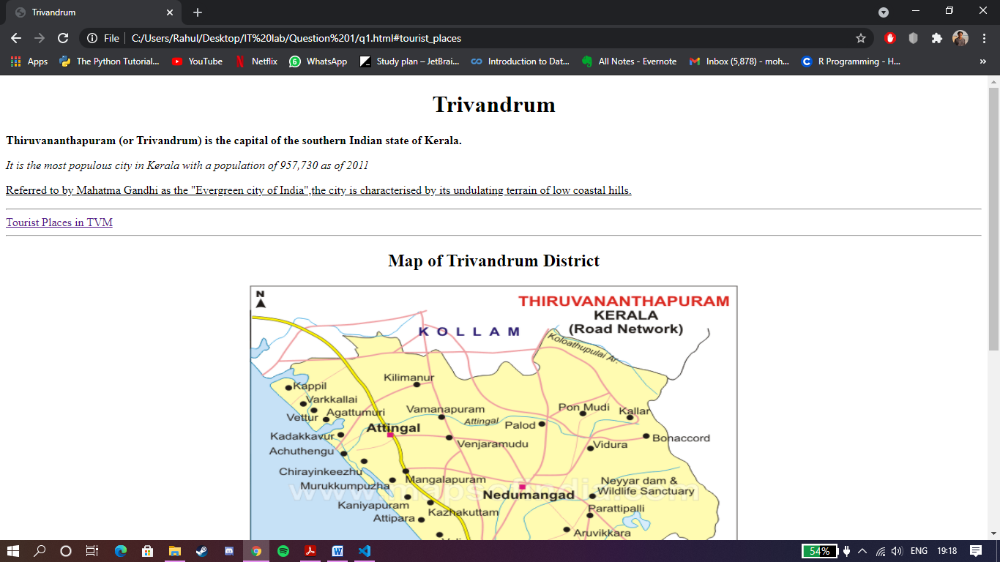 Trivandrum
File
C:/Users/Rahul/Desktop/IT%20lab/Question%201/q1.html#tourist_places
Apps
The Python Tutorial...
YouTube
Netflix
6
WhatsApp
Study plan – JetBrai...
Introduction to Dat...
All Notes - Evernote
Inbox (5,878) - moh...
R Programming - H...
»
Trivandrum
Thiruvananthapuram (or Trivandrum) is the capital of the southern Indian state of Kerala.
It is the most populous city in Kerala with a population of 957,730 as of 2011
Referred to by Mahatma Gandhi as the "Evergreen city of India",the city is characterised by its undulating terrain of low coastal hills.
Tourist Places in TVM
Map of Trivandrum District
N
THIRUVANANTHAPURAM
KERALA
(Road Network)
KOLLAM
Koloathupulai Ar.
Kilimanur
Kappil
Varkkallai
Vettur
Agattumuri
Vamanapuram
Pon Mudi
Kallar
Attingal
Attingal
Palod
Kadakkavur
Bonaccord
Venjaramudu
Vidura
Achuthengu
Chirayinkeezhu
Mangalapuram
Neyyar dam &
Wildlife Sanctuary
Murukkumpuzha
www.mapsofindia.com
Nedumangad
Kaniyapuram
Kazhakuttam
Parattipalli
Attipara
Aruvikkara
54%
ENG
19:18